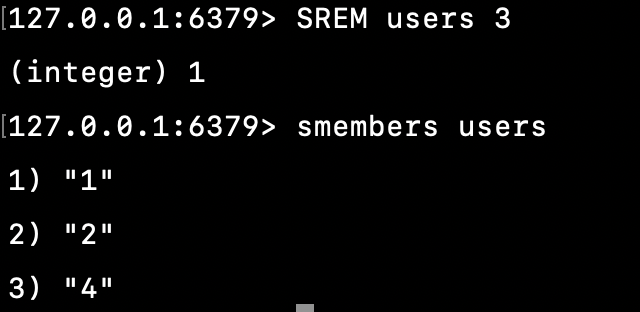 [127.0.0.1:6379> SREM users 3
(integer) 1
[127.0.0.1:6379> smembers users
1) "1"
2) "2"
3) "4"